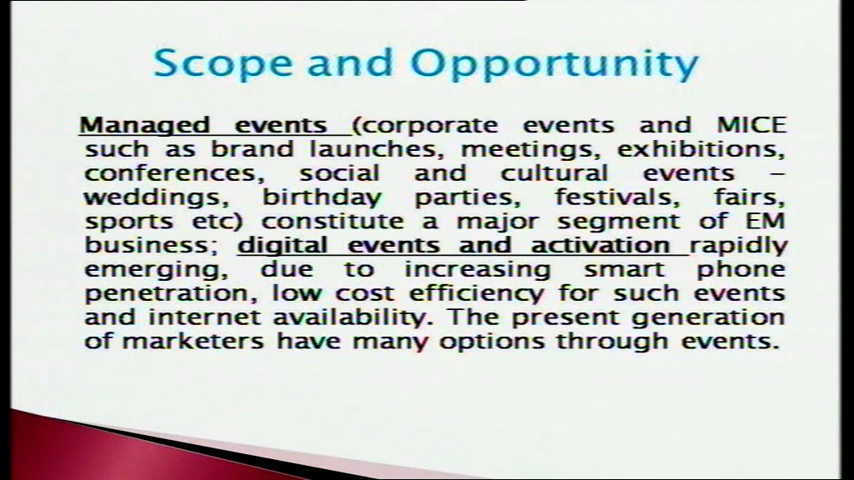 Scope and Opportunity
Managed events (corporate events and MICE
such as brand launches, meetings, exhibitions,
conferences, social and cultural events –
weddings, birthday parties, festivals, fairs,
sports etc) constitute a major segment of EM
business; digital events and activation rapidly
emerging, due to increasing smart phone
penetration, low cost efficiency for such events
and internet availability. The present generation
of marketers have many options through events.